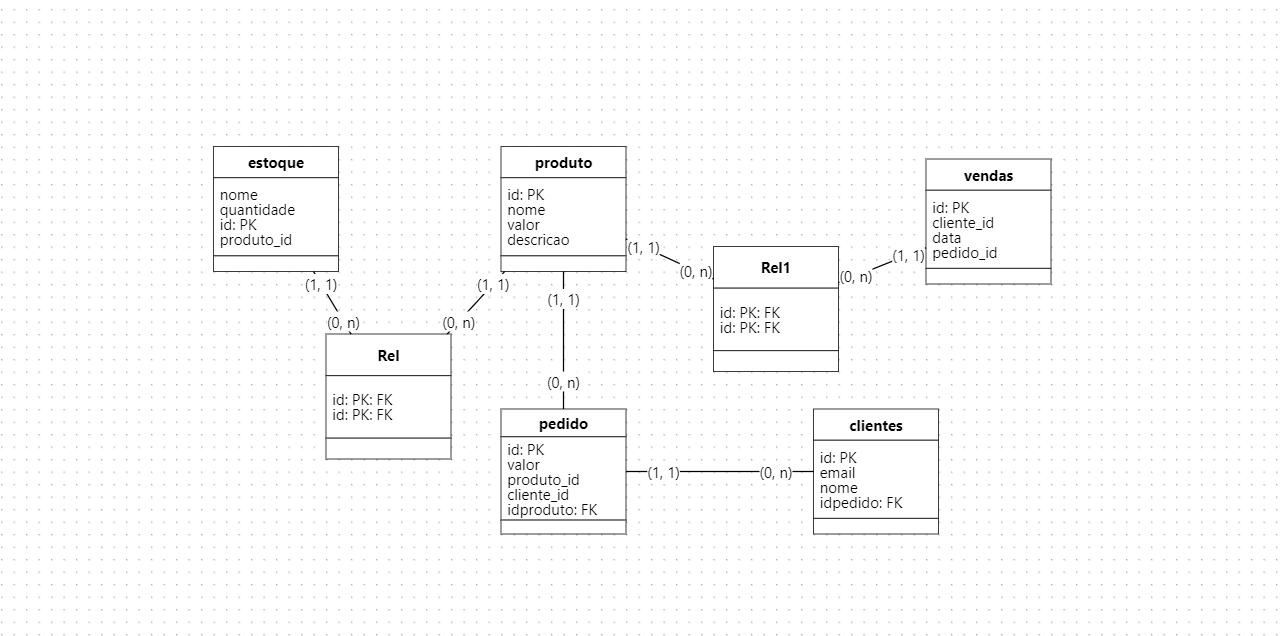 estoque
nome
quantidade
id: PK
produto_id
produto
id: PK
nome
valor
descricao
vendas
id: PK
cliente_id
data
pedido_id
(1, 1)
(0, n)
Rel1
id: PK: FK
id: PK: FK
(0, n)
(1, 1)
(1, 1)
(0, n)
(1, 1)
(0, n)
Rel
id: PK: FK
id: PK: FK
(1, 1)
(0, n)
pedido
id: PK
valor
produto_id
cliente_id
idproduto: FK
(1, 1)
(0, n)
clientes
id: PK
email
nome
idpedido: FK